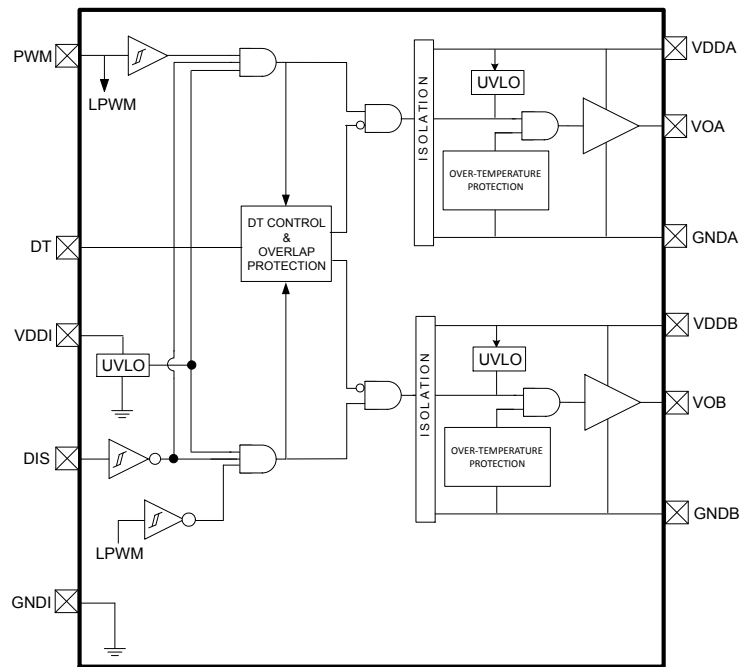 PWM
LPWM
DT
VDDI
UVLO
DIS
LPWM
GNDI
DT CONTROL
&
OVERLAP
PROTECTION
ISOLATION
UVLO
OVER-TEMPERATURE
PROTECTION
VDDA
VOA
GNDA
ISOLATION
UVLO
OVER-TEMPERATURE
PROTECTION
VDDB
VOB
GNDB